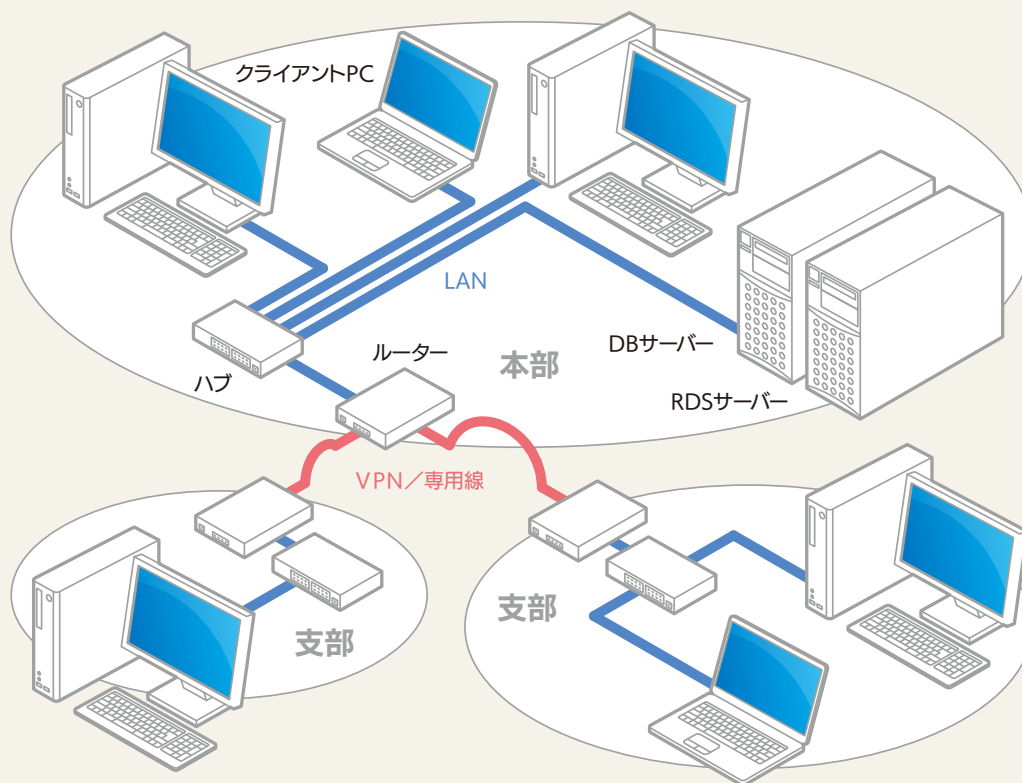 クライアントPC
LAN
DBサーバー
ルーター
本部
ハブ
RDSサーバー
VPN／専用線
支部
支部